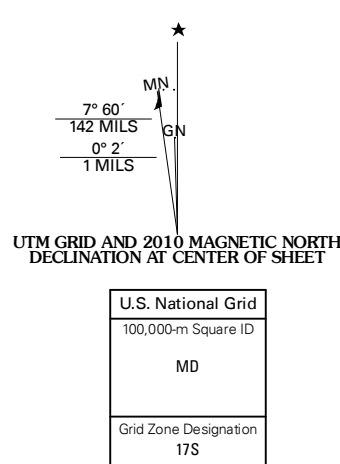 MN
7° 60´
142 MILS
GN
0° 2´
1 MILS
UTM GRID AND 2010 MAGNETIC NORTH
DECLINATION AT CENTER OF SHEET
U.S. National Grid
100,000-m Square ID
MD
Grid Zone Designation
17S